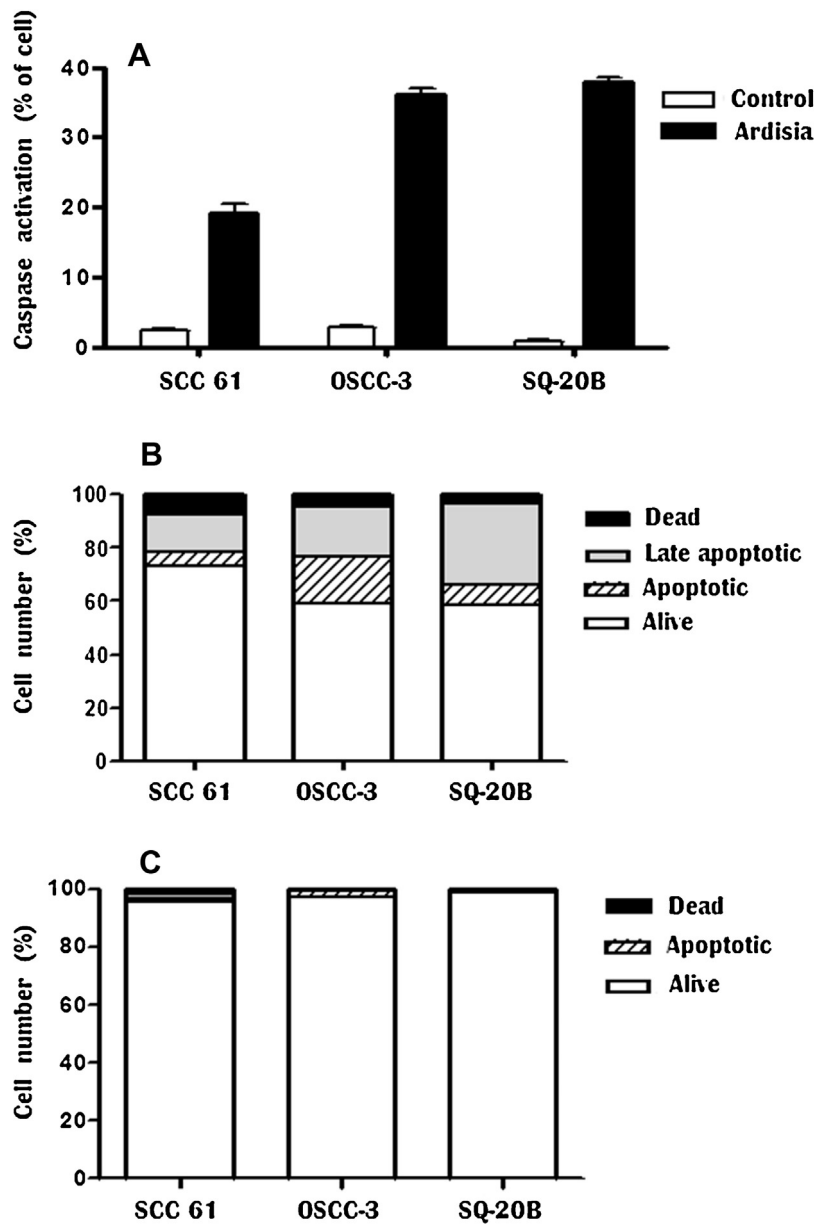 A
Caspase activation (% of cell)
40
30
20
10
0
SCC 61 OSCC-3 SQ-20B
Control
Ardisia
B
Cell number (%)
100
80
60
40
20
0
SCC 61 OSCC-3 SQ-20B
Dead
Late apoptotic
Apoptotic
Alive
C
Cell number (%)
100
80
60
40
20
0
SCC 61 OSCC-3 SQ-20B
Dead
Apoptotic
Alive